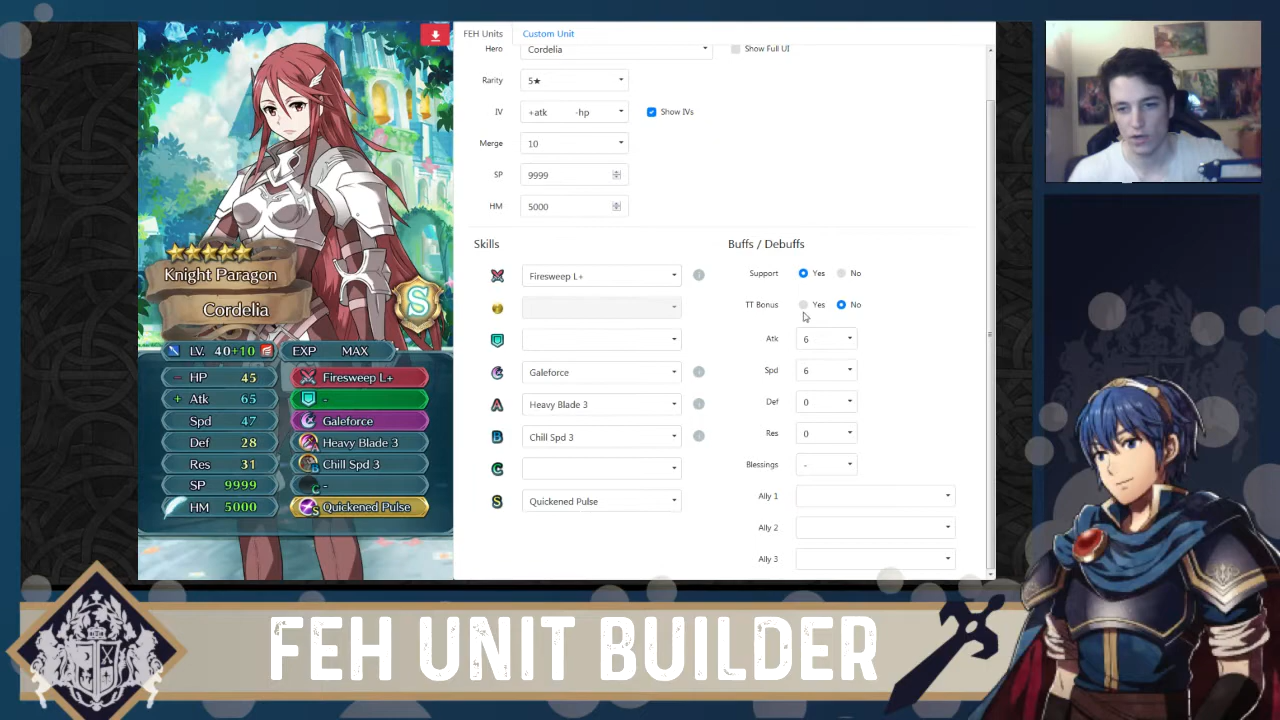 FEH Units
Custom Unit
Hero
Cordelia
Show Full UI
Rarity
5★
IV
+atk -hp
Show IVs
Merge
10
SP
9999
HM
5000
Skills
Firesweep L+
Galeforce
Heavy Blade 3
Chill Spd 3
Quickened Pulse
Buffs / Debuffs
Support
Yes
No
TT Bonus
Yes
No
Atk
6
Spd
6
Def
0
Res
0
Blessings
-
Ally 1
Ally 2
Ally 3
Knight Paragon
Cordelia
S
LV. 40+10
EXP MAX
HP 45
Firesweep L+
+ Atk 65
-
Spd 47
Galeforce
Def 28
Heavy Blade 3
Res 31
Chill Spd 3
SP 9999
-
HM 5000
Quickened Pulse
FEH UNIT BUILDER